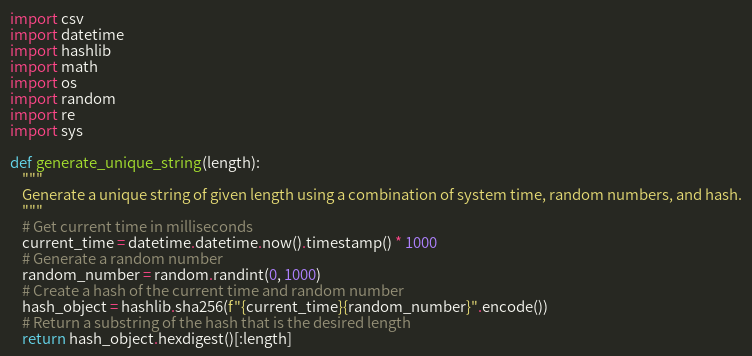 import csv
import datetime
import hashlib
import math
import os
import random
import re
import sys

def generate_unique_string(length):
    """
    Generate a unique string of given length using a combination of system time, random numbers, and hash.
    """
    # Get current time in milliseconds
    current_time = datetime.datetime.now().timestamp() * 1000
    # Generate a random number
    random_number = random.randint(0, 1000)
    # Create a hash of the current time and random number
    hash_object = hashlib.sha256(f"{current_time}{random_number}".encode())
    # Return a substring of the hash that is the desired length
    return hash_object.hexdigest()[:length]